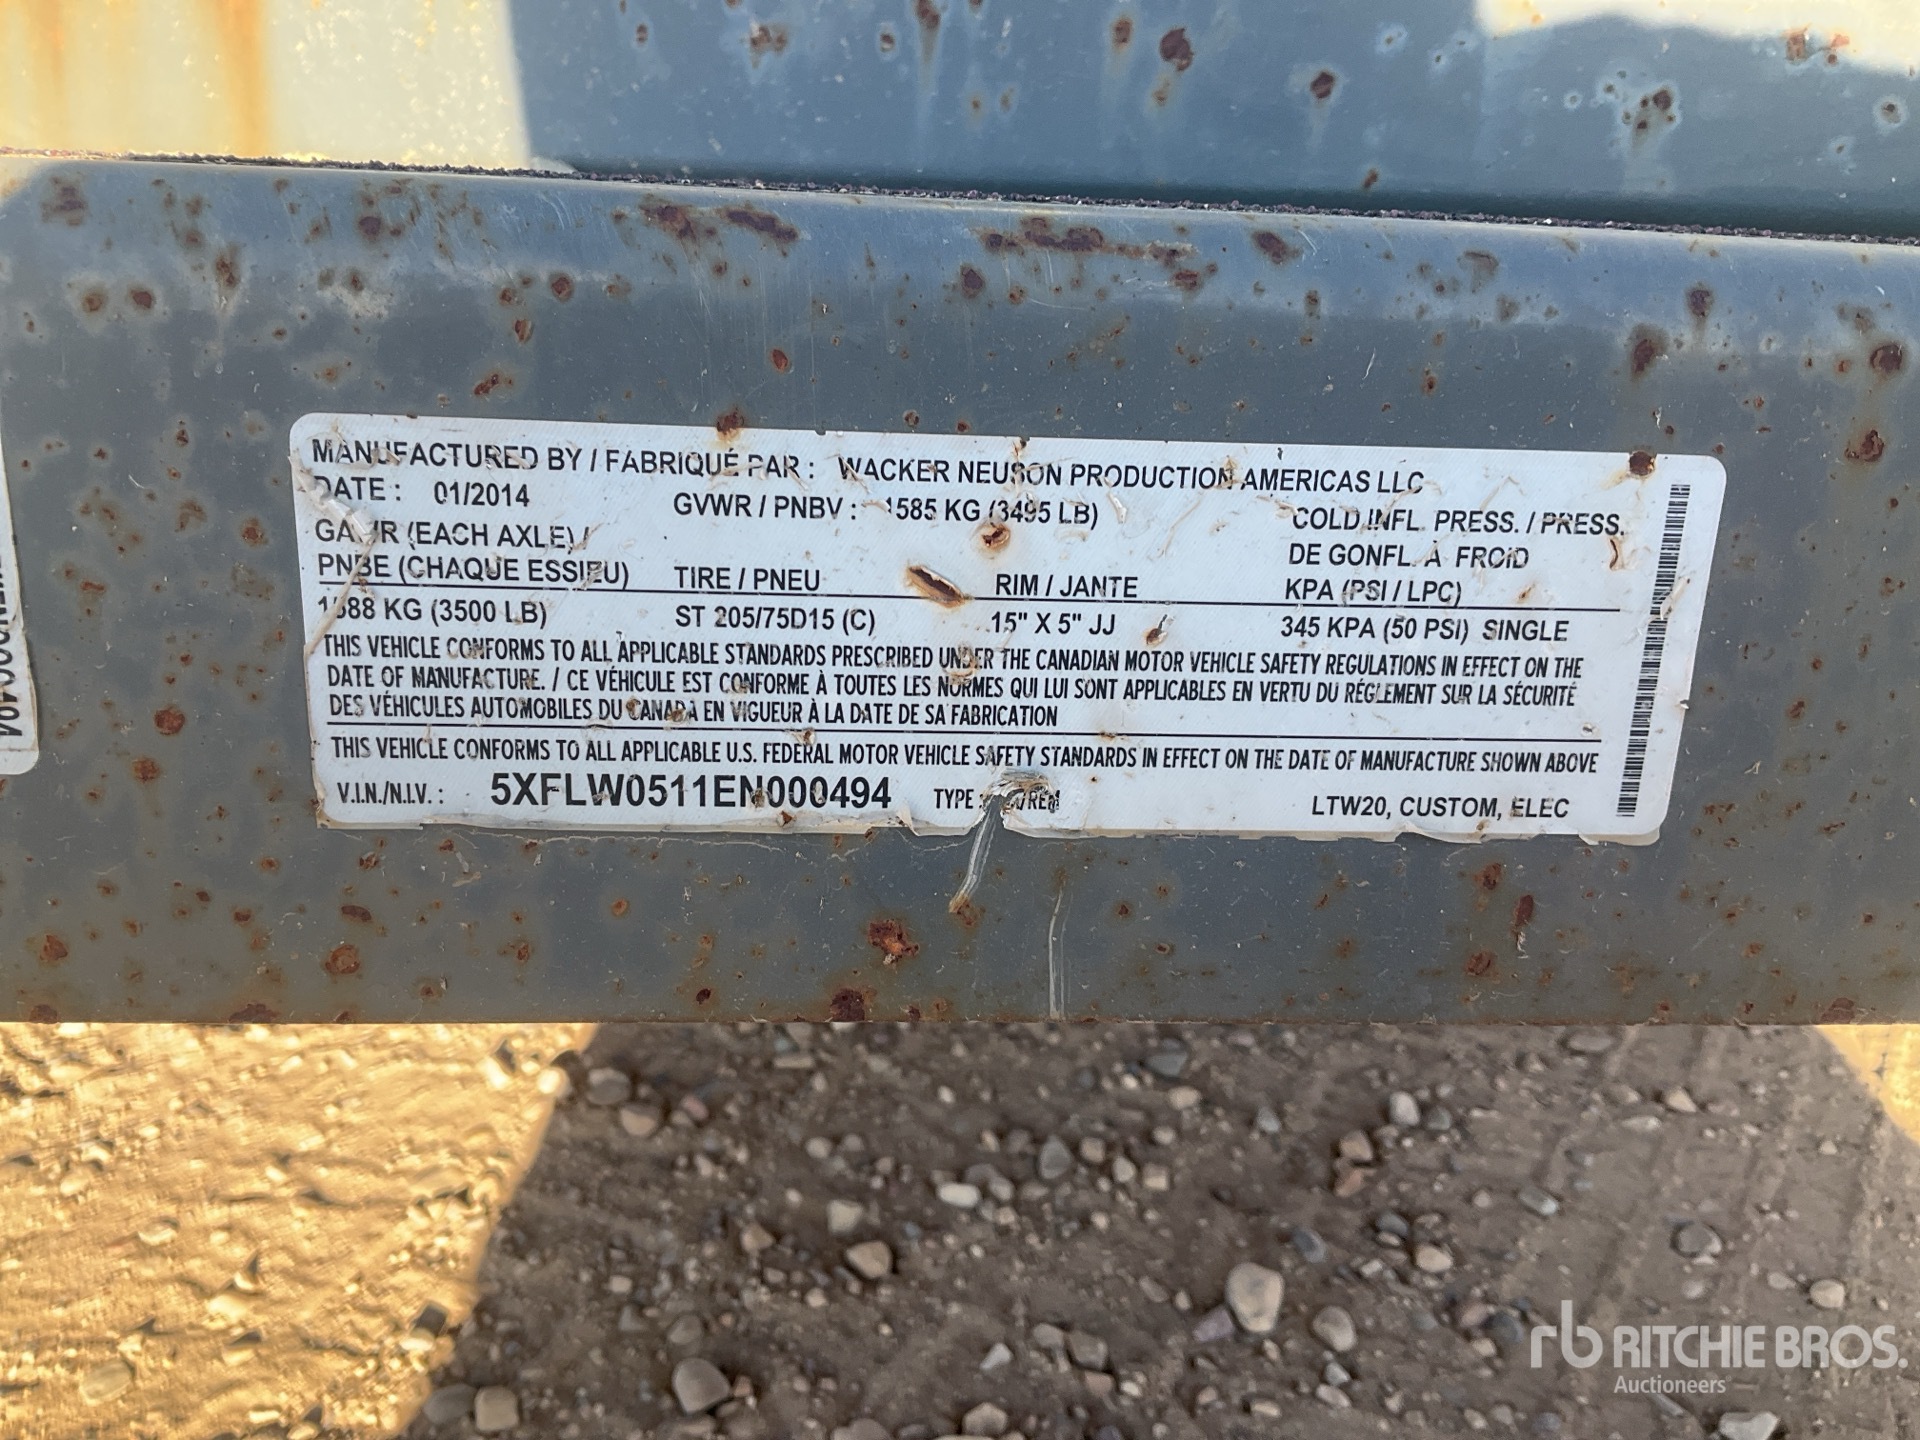 MANUFACTURED BY / FABRIQUÉ PAR : WACKER NEUSON PRODUCTION AMERICAS LLC
DATE : 01/2014 GVWR / PNBV : 1585 KG (3495 LB) COLD INFL. PRESS. / PRESS.
GAWR (EACH AXLE) / DE GONFL. À FROID
PNBE (CHAQUE ESSIEU) TIRE / PNEU RIM / JANTE KPA (PSI / LPC)
1588 KG (3500 LB) ST 205/75D15 (C) 15" X 5" JJ 345 KPA (50 PSI) SINGLE
THIS VEHICLE CONFORMS TO ALL APPLICABLE STANDARDS PRESCRIBED UNDER THE CANADIAN MOTOR VEHICLE SAFETY REGULATIONS IN EFFECT ON THE
DATE OF MANUFACTURE. / CE VÉHICULE EST CONFORME À TOUTES LES NORMES QUI LUI SONT APPLICABLES EN VERTU DU RÉGLEMENT SUR LA SÉCURITÉ
DES VÉHICULES AUTOMOBILES DU CANADA EN VIGUEUR À LA DATE DE SA FABRICATION
THIS VEHICLE CONFORMS TO ALL APPLICABLE U.S. FEDERAL MOTOR VEHICLE SAFETY STANDARDS IN EFFECT ON THE DATE OF MANUFACTURE SHOWN ABOVE
V.I.N./N.I.V. : 5XFLW0511EN000494 TYPE : /REM LTW20, CUSTOM, ELEC
rb RITCHIE BROS.
Auctioneers